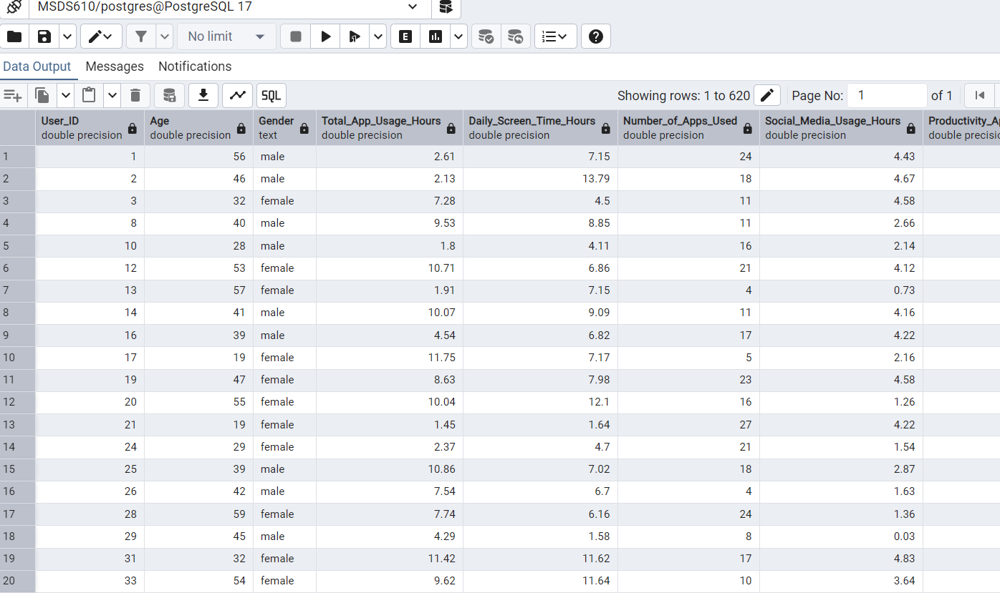 MSDS610/postgres@PostgreSQL 17
No limit
E
Data Output Messages Notifications
SQL Showing rows: 1 to 620 Page No: 1 of 1
User_ID Age Gender Total_App_Usage_Hours Daily_Screen_Time_Hours Number_of_Apps_Used Social_Media_Usage_Hours Productivity_A
double precision double precision text double precision double precision double precision double precision double precisi
1 1 56 male 2.61 7.15 24 4.43
2 2 46 male 2.13 13.79 18 4.67
3 3 32 female 7.28 4.5 11 4.58
4 8 40 male 9.53 8.85 11 2.66
5 10 28 male 1.8 4.11 16 2.14
6 12 53 female 10.71 6.86 21 4.12
7 13 57 female 1.91 7.15 4 0.73
8 14 41 male 10.07 9.09 11 4.16
9 16 39 male 4.54 6.82 17 4.22
10 17 19 female 11.75 7.17 5 2.16
11 19 47 female 8.63 7.98 23 4.58
12 20 55 female 10.04 12.1 16 1.26
13 21 19 female 1.45 1.64 27 4.22
14 24 29 female 2.37 4.7 21 1.54
15 25 39 male 10.86 7.02 18 2.87
16 26 42 male 7.54 6.7 4 1.63
17 28 59 female 7.74 6.16 24 1.36
18 29 45 male 4.29 1.58 8 0.03
19 31 32 female 11.42 11.62 17 4.83
20 33 54 female 9.62 11.64 10 3.64